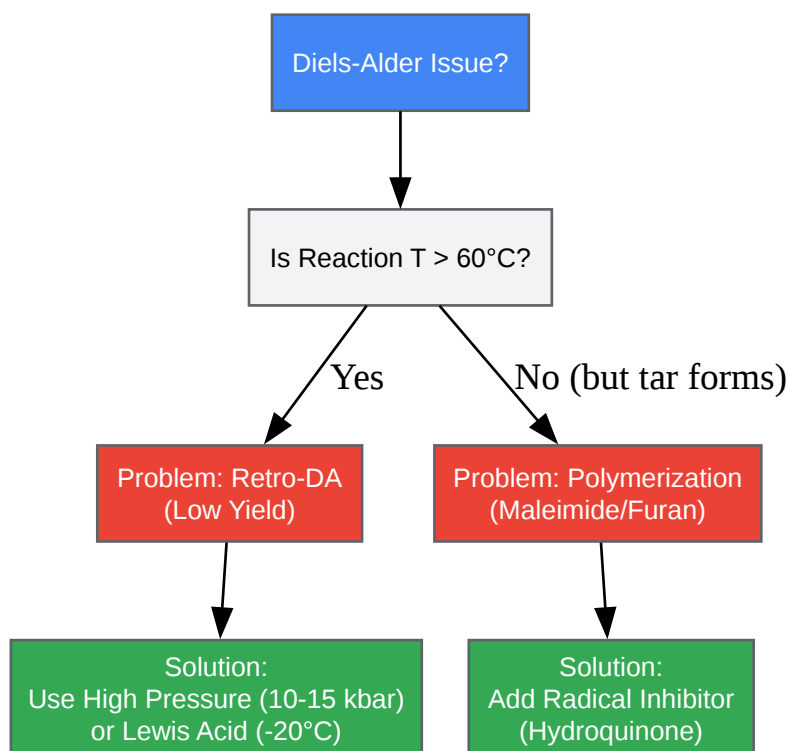 Diels-Alder Issue?
Is Reaction T > 60°C?
Yes
No (but tar forms)
Problem: Retro-DA
(Low Yield)
Problem: Polymerization
(Maleimide/Furan)
Solution:
Use High Pressure (10-15 kbar)
or Lewis Acid (-20°C)
Solution:
Add Radical Inhibitor
(Hydroquinone)